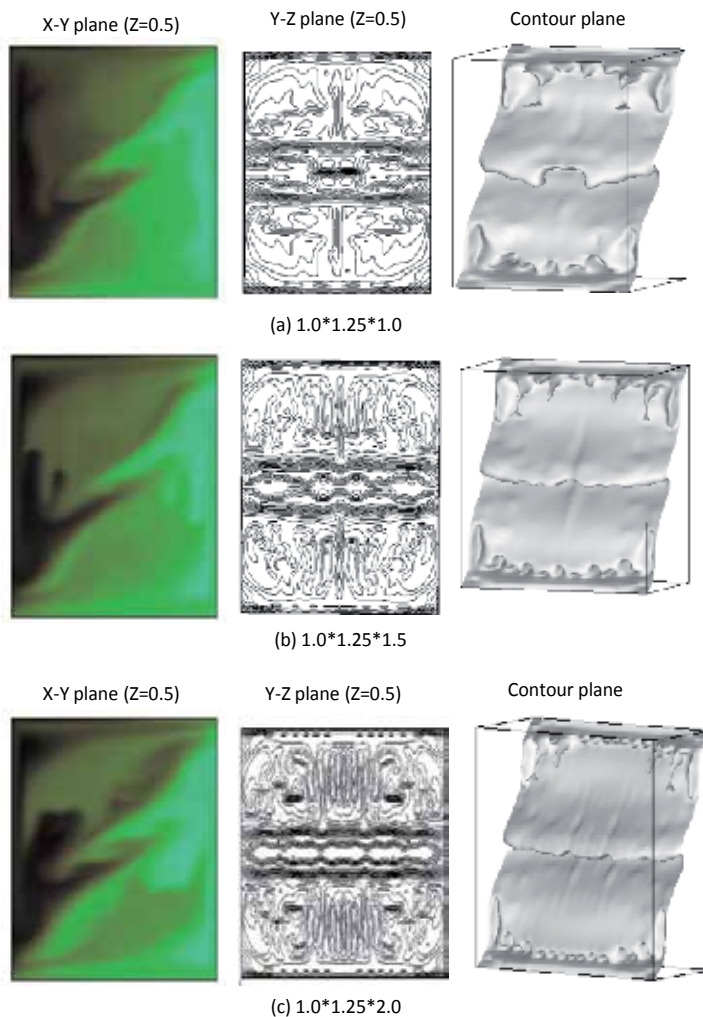 X-Y plane (Z=0.5) Y-Z plane (Z=0.5) Contour plane
(a) 1.0*1.25*1.0
(b) 1.0*1.25*1.5
X-Y plane (Z=0.5) Y-Z plane (Z=0.5) Contour plane
(c) 1.0*1.25*2.0